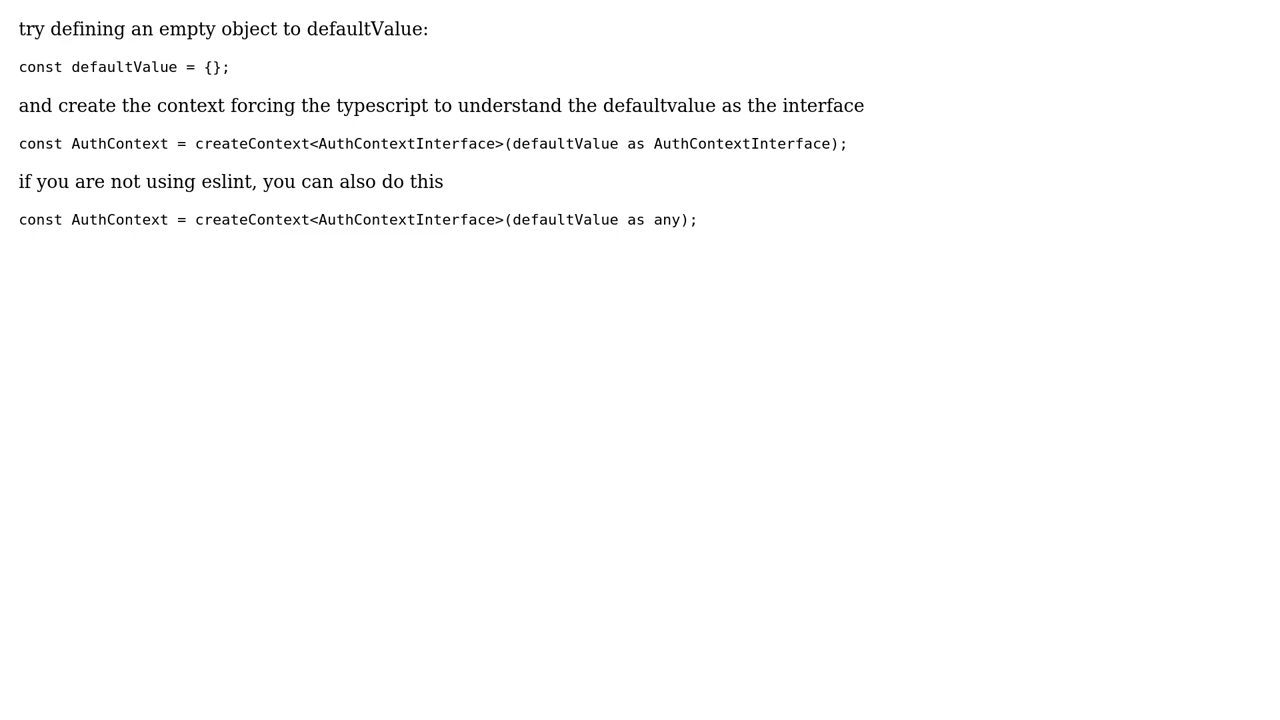 try defining an empty object to defaultValue:
const defaultValue = {};
and create the context forcing the typescript to understand the defaultvalue as the interface
const AuthContext = createContext<AuthContextInterface>(defaultValue as AuthContextInterface);
if you are not using eslint, you can also do this
const AuthContext = createContext<AuthContextInterface>(defaultValue as any);